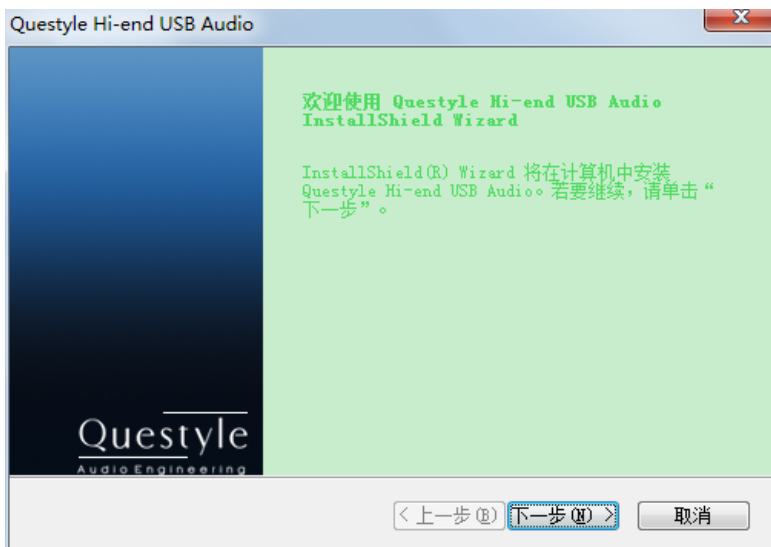 Questyle Hi-end USB Audio
欢迎使用 Questyle Hi-end USB Audio
InstallShield Wizard
InstallShield(R) Wizard 将在计算机中安装
Questyle Hi-end USB Audio。若要继续，请单击“
下一步”。
Questyle
Audio Engineering
< 上一步(B) 下一步(N) > 取消